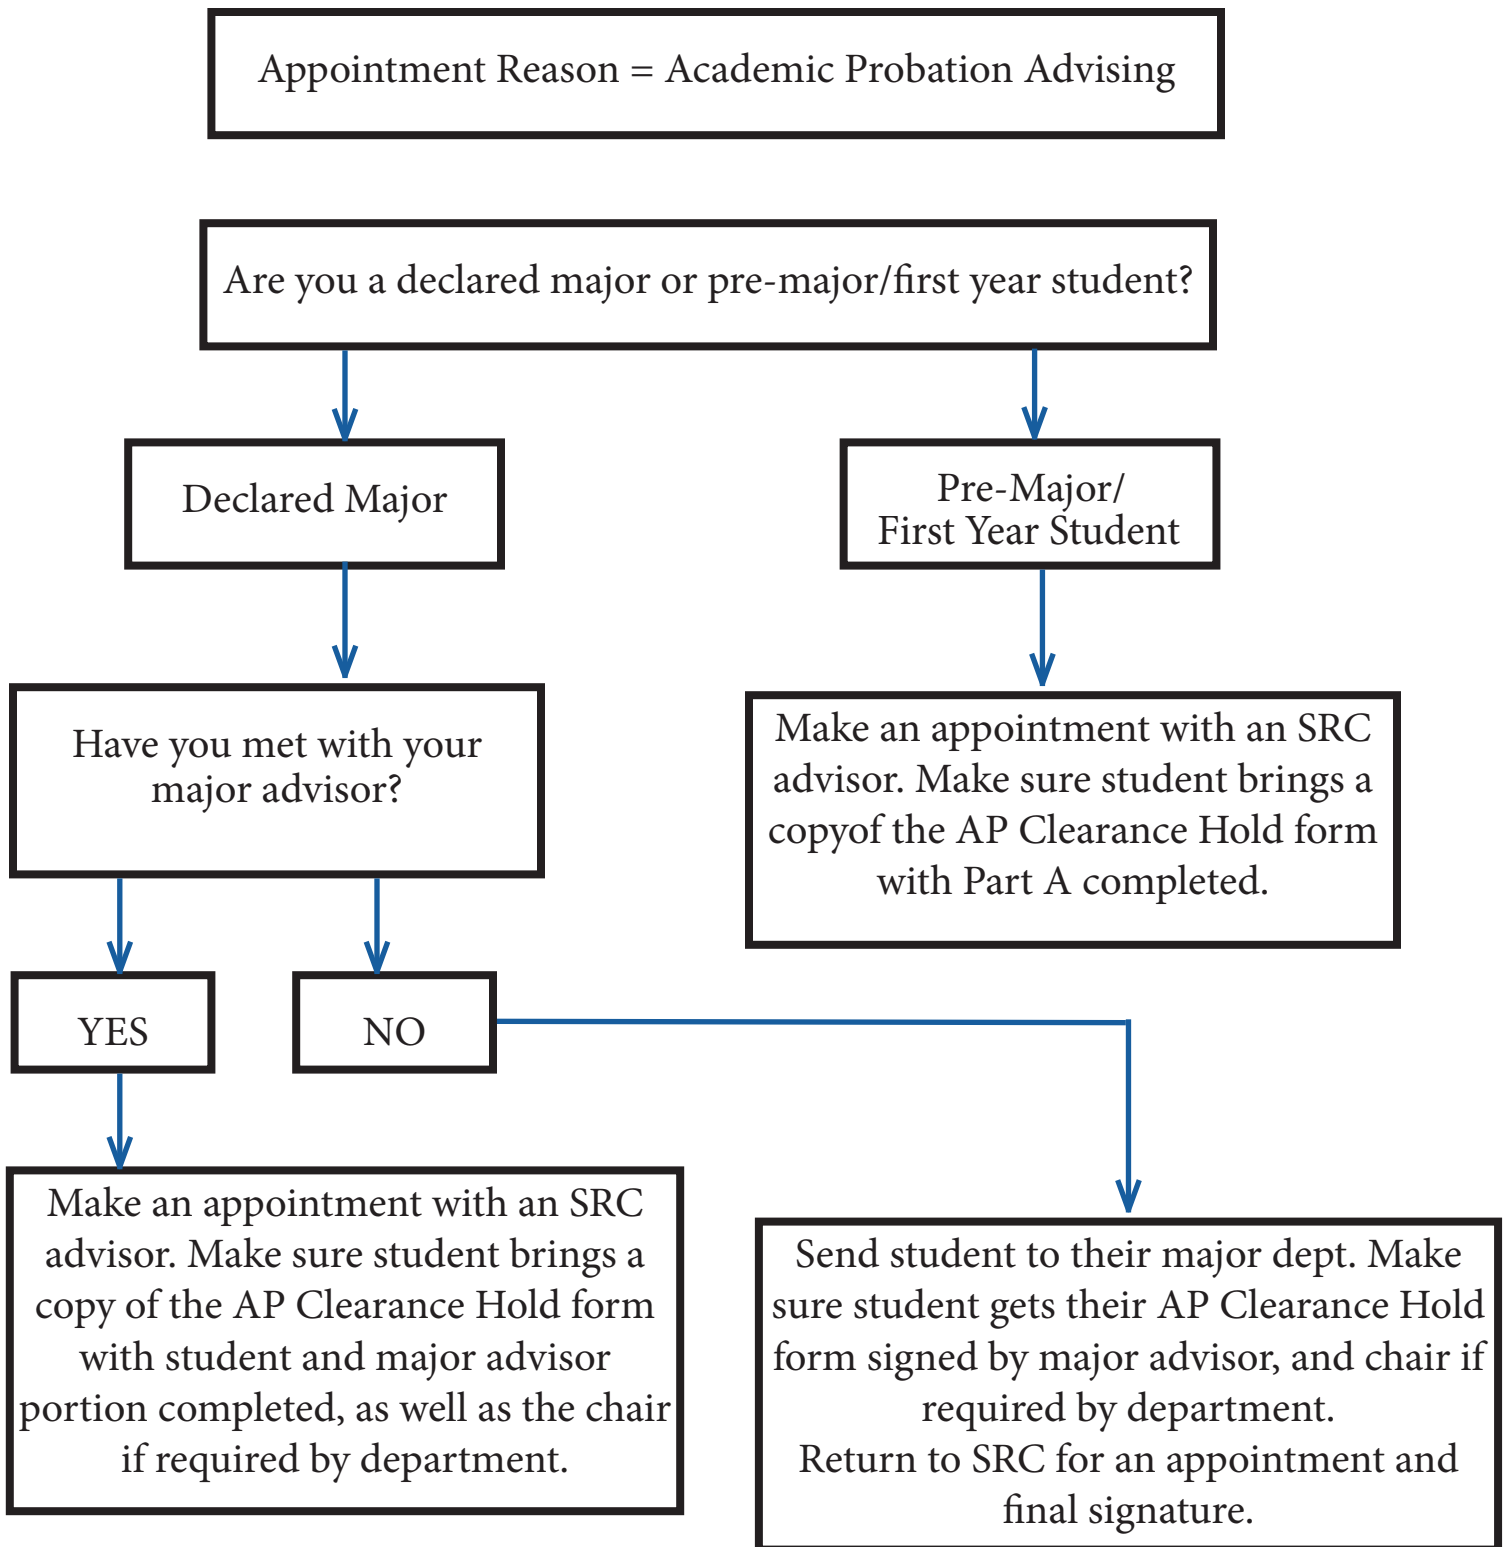 Appointment Reason = Academic Probation Advising
Are you a declared major or pre-major/first year student?
Declared Major
Pre-Major/
First Year Student
Have you met with your
major advisor?
Make an appointment with an SRC
advisor. Make sure student brings a
copyof the AP Clearance Hold form
with Part A completed.
YES
NO
Make an appointment with an SRC
advisor. Make sure student brings a
copy of the AP Clearance Hold form
with student and major advisor
portion completed, as well as the chair
if required by department.
Send student to their major dept. Make
sure student gets their AP Clearance Hold
form signed by major advisor, and chair if
required by department.
Return to SRC for an appointment and
final signature.